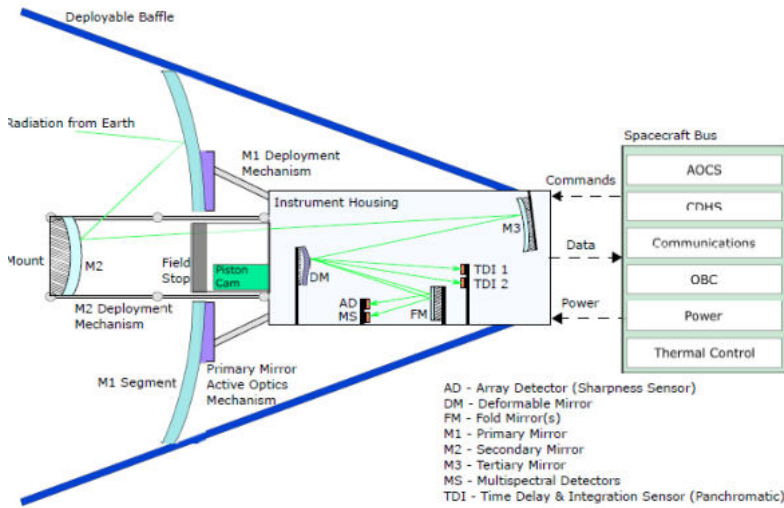 Deployable Baffle
Radiation from Earth
M1 Deployment
Mechanism
Spacecraft Bus
AOCS
Commands
Instrument Housing
CDHS
M3
Communications
Data
Mount
M2
Field
Stop
Piston
Cam
DM
TDI 1
TDI 2
OBC
AD
MS
FM
Power
Power
M2 Deployment
Mechanism
Thermal Control
M1 Segment
Primary Mirror
Active Optics
Mechanism
AD - Array Detector (Sharpness Sensor)
DM - Deformable Mirror
FM - Fold Mirror(s)
M1 - Primary Mirror
M2 - Secondary Mirror
M3 - Tertiary Mirror
MS - Multispectral Detectors
TDI - Time Delay & Integration Sensor (Panchromatic)